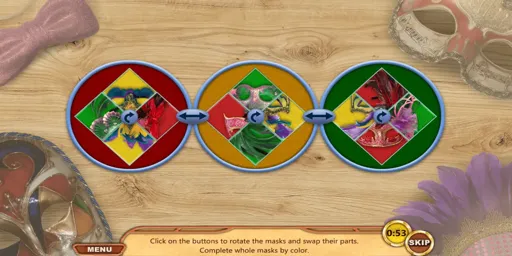 0:53
Click on the buttons to rotate the masks and swap their parts.
Complete whole masks by color.
MENU
SKIP